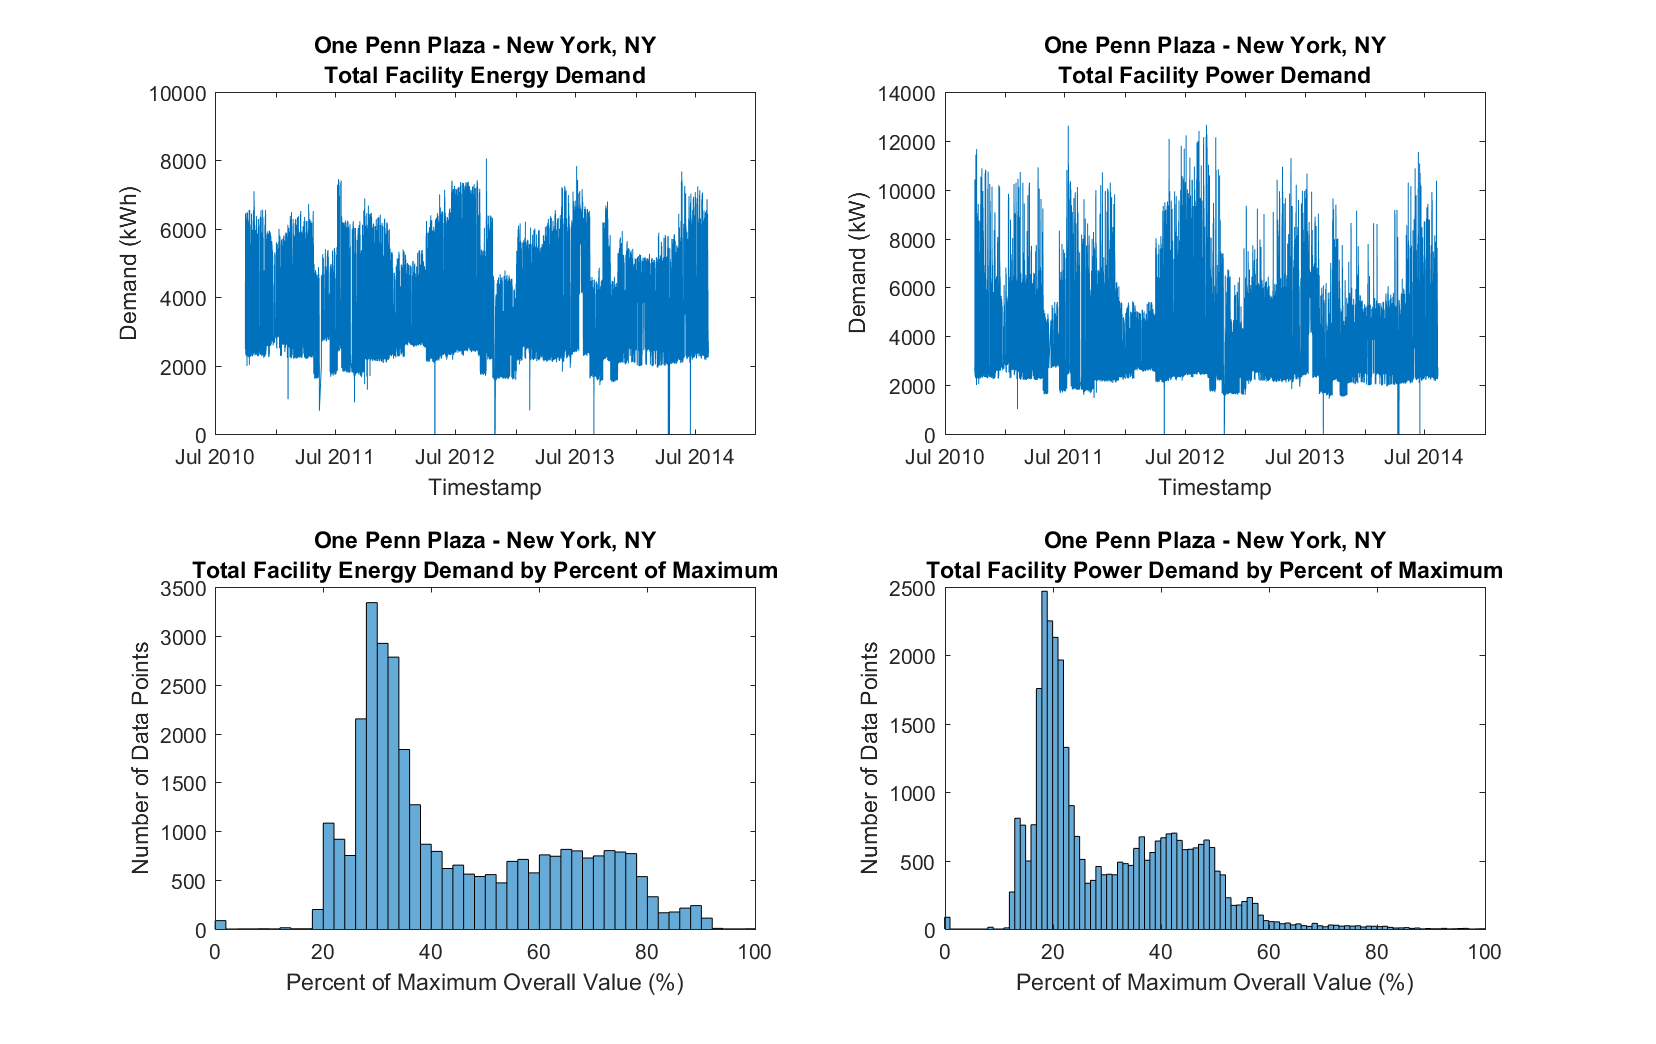 One Penn Plaza - New York, NY
Total Facility Energy Demand
10000
8000
6000
4000
2000
0
Demand (kWh)
Jul 2010 Jul 2011 Jul 2012 Jul 2013 Jul 2014
Timestamp
One Penn Plaza - New York, NY
Total Facility Power Demand
14000
12000
10000
8000
6000
4000
2000
0
Demand (kW)
Jul 2010 Jul 2011 Jul 2012 Jul 2013 Jul 2014
Timestamp
One Penn Plaza - New York, NY
Total Facility Energy Demand by Percent of Maximum
3500
3000
2500
2000
1500
1000
500
0
Number of Data Points
0 20 40 60 80 100
Percent of Maximum Overall Value (%)
One Penn Plaza - New York, NY
Total Facility Power Demand by Percent of Maximum
2500
2000
1500
1000
500
0
Number of Data Points
0 20 40 60 80 100
Percent of Maximum Overall Value (%)